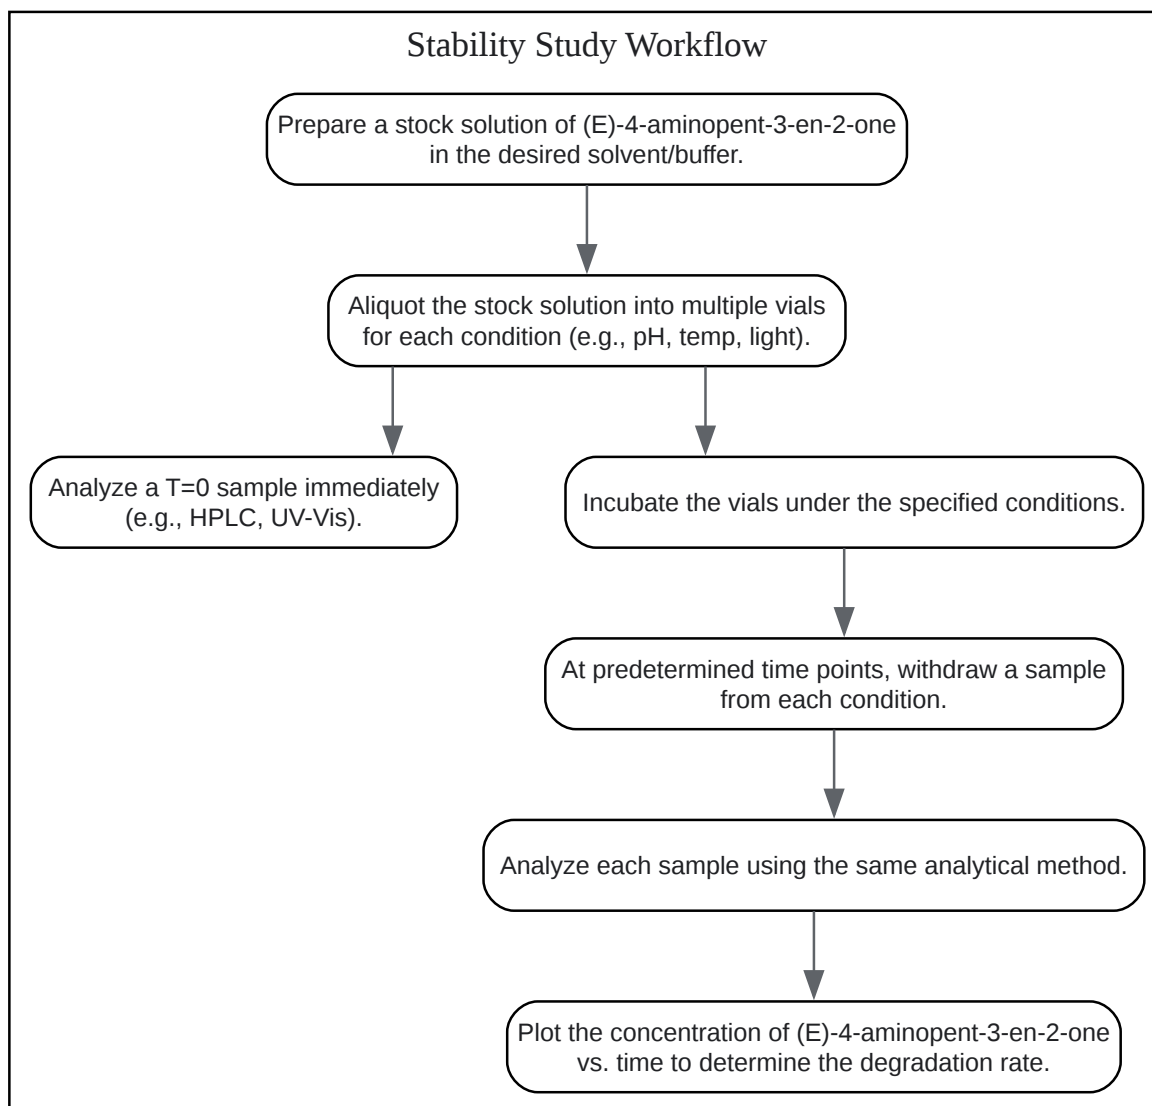 Stability Study Workflow
Prepare a stock solution of (E)-4-aminopent-3-en-2-one
in the desired solvent/buffer.
Aliquot the stock solution into multiple vials
for each condition (e.g., pH, temp, light).
Analyze a T=0 sample immediately
(e.g., HPLC, UV-Vis).
Incubate the vials under the specified conditions.
At predetermined time points, withdraw a sample
from each condition.
Analyze each sample using the same analytical method.
Plot the concentration of (E)-4-aminopent-3-en-2-one
vs. time to determine the degradation rate.